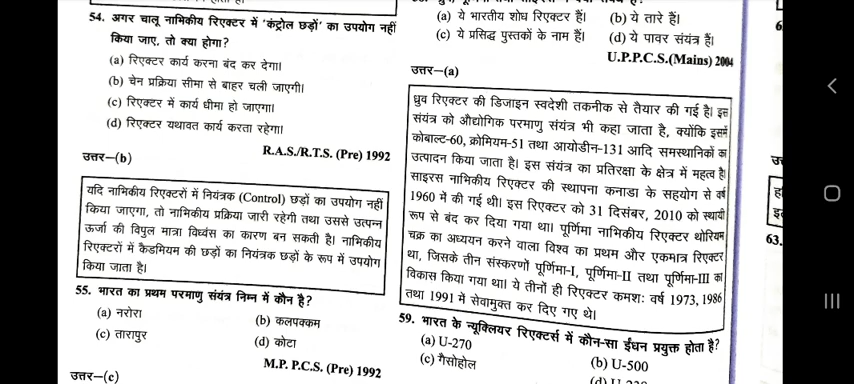 54. अगर चालू नाभिकीय रिएक्टर में 'कंट्रोल छड़ों' का उपयोग नहीं
किया जाए, तो क्या होगा?
(a) रिएक्टर कार्य करना बंद कर देगा।
(b) चेन प्रक्रिया सीमा से बाहर चली जाएगी।
(c) रिएक्टर में कार्य धीमा हो जाएगा।
(d) रिएक्टर यथावत कार्य करता रहेगा।
R.A.S./R.T.S. (Pre) 1992
उत्तर—(b)
यदि नाभिकीय रिएक्टरों में नियंत्रक (Control) छड़ों का उपयोग नहीं
किया जाएगा, तो नाभिकीय प्रक्रिया जारी रहेगी तथा उससे उत्पन्न
ऊर्जा की विपुल मात्रा विध्वंस का कारण बन सकती है। नाभिकीय
रिएक्टरों में कैडमियम की छड़ों का नियंत्रक छड़ों के रूप में उपयोग
किया जाता है।
55. भारत का प्रथम परमाणु संयंत्र निम्न में कौन है?
(a) नरोरा
(b) कलपक्कम
(c) तारापुर
(d) कोटा
M.P. P.C.S. (Pre) 1992
उत्तर—(c)
(a) ये भारतीय शोध रिएक्टर हैं।
(b) ये तारे हैं।
(c) ये प्रसिद्ध पुस्तकों के नाम हैं।
(d) ये पावर संयंत्र हैं।
U.P.P.C.S.(Mains) 2004
उत्तर—(a)
ध्रुव रिएक्टर की डिजाइन स्वदेशी तकनीक से तैयार की गई है। इस
संयंत्र को औद्योगिक परमाणु संयंत्र भी कहा जाता है, क्योंकि इसमें
कोबाल्ट-60, क्रोमियम-51 तथा आयोडीन-131 आदि समस्थानिकों का
उत्पादन किया जाता है। इस संयंत्र का प्रतिरक्षा के क्षेत्र में महत्व है।
साइरस नाभिकीय रिएक्टर की स्थापना कनाडा के सहयोग से वर्ष
1960 में की गई थी। इस रिएक्टर को 31 दिसंबर, 2010 को स्थायी
रूप से बंद कर दिया गया था। पूर्णिमा नाभिकीय रिएक्टर थोरियम
चक्र का अध्ययन करने वाला विश्व का प्रथम और एकमात्र रिएक्टर
था, जिसके तीन संस्करणों पूर्णिमा-I, पूर्णिमा-II तथा पूर्णिमा-III का
विकास किया गया था। ये तीनों ही रिएक्टर क्रमशः वर्ष 1973, 1986
तथा 1991 में सेवामुक्त कर दिए गए थे।
59. भारत के न्यूक्लियर रिएक्टर्स में कौन-सा ईंधन प्रयुक्त होता है?
(a) U-270
(b) U-500
(c) गैसोहोल
63.